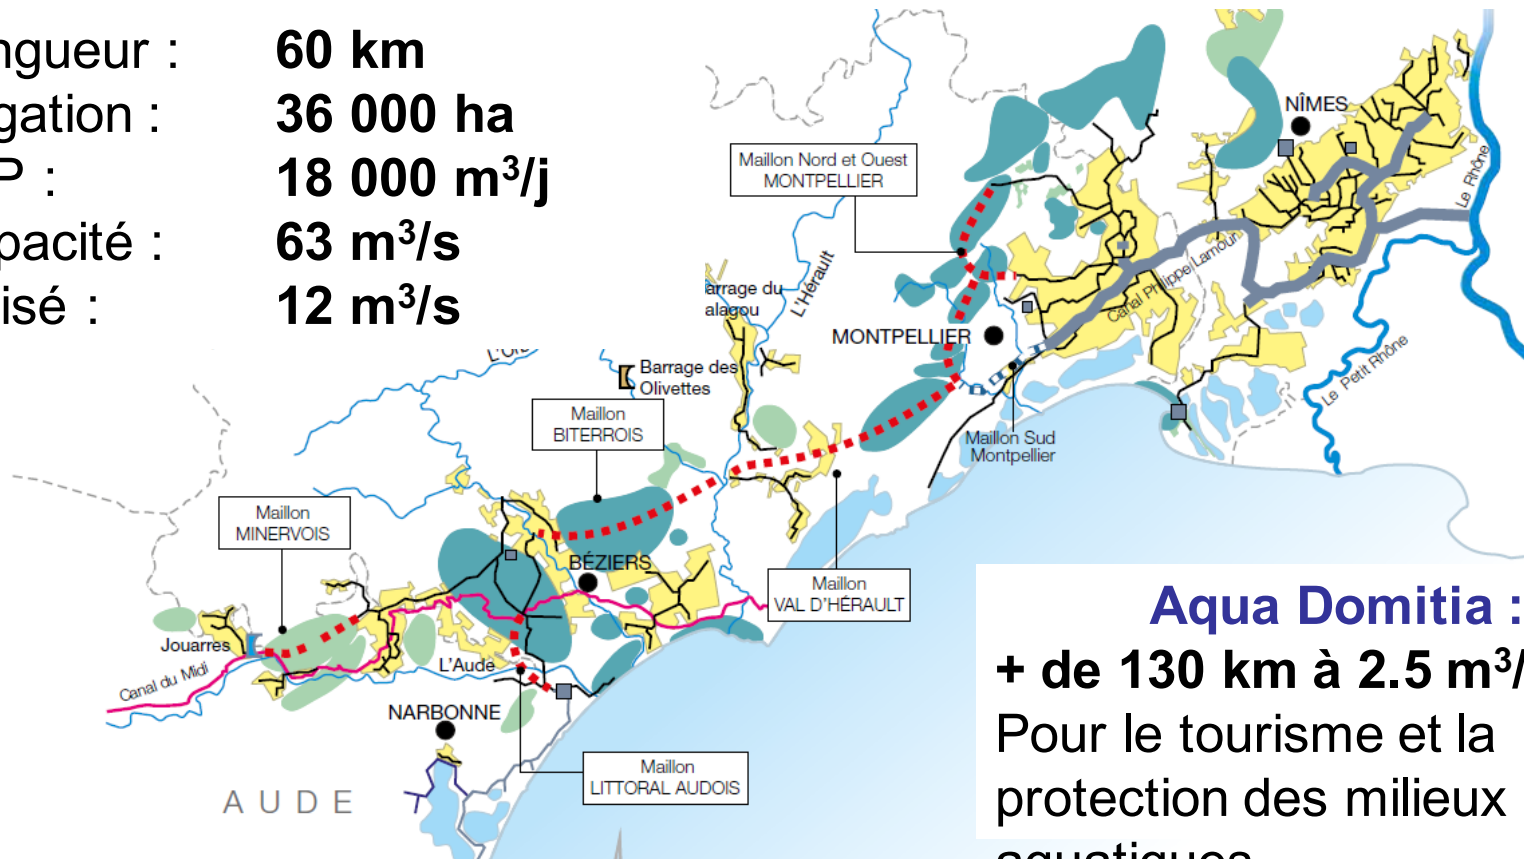 ngueur : 60 km
gation : 36 000 ha
P : 18 000 m³/j
pacité : 63 m³/s
isé : 12 m³/s
NÎMES
Maillon Nord et Ouest
MONTPELLIER
Le Rhône
L'Hérault
Canal Philippe Lamour
arrage du
alagou
MONTPELLIER
Le Petit Rhône
Barrage des
Olivettes
Maillon
BITERROIS
Maillon Sud
Montpellier
Maillon
MINERVOIS
BÉZIERS
Maillon
VAL D'HÉRAULT
Jouarres
L'Aude
Canal du Midi
NARBONNE
Maillon
LITTORAL AUDOIS
AUDE
Aqua Domitia :
+ de 130 km à 2.5 m³/
Pour le tourisme et la
protection des milieux
aquatiques